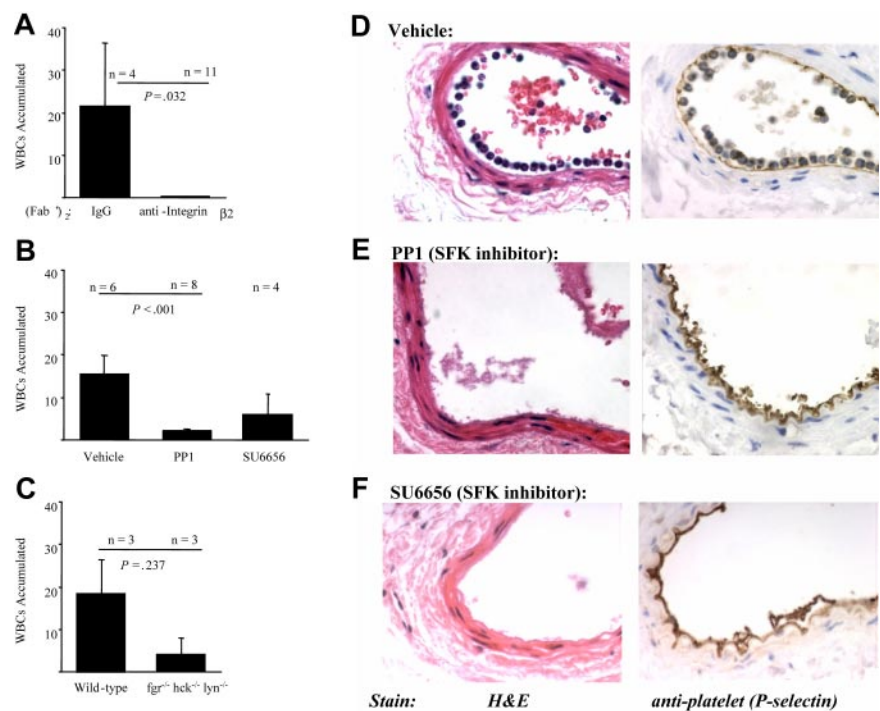 A
WBCs Accumulated
40
30
20
10
n = 4 n = 11
P = .032
(Fab ’)2: IgG anti -Integrin β2
B
WBCs Accumulated
40
30
20
10
n = 6 n = 8 n = 4
P < .001
Vehicle PP1 SU6656
C
WBCs Accumulated
40
30
20
10
n = 3 n = 3
P = .237
Wild-type fgr-/- hck-/- lyn-/-
D Vehicle:
E PP1 (SFK inhibitor):
F SU6656 (SFK inhibitor):
Stain: H&E anti-platelet (P-selectin)